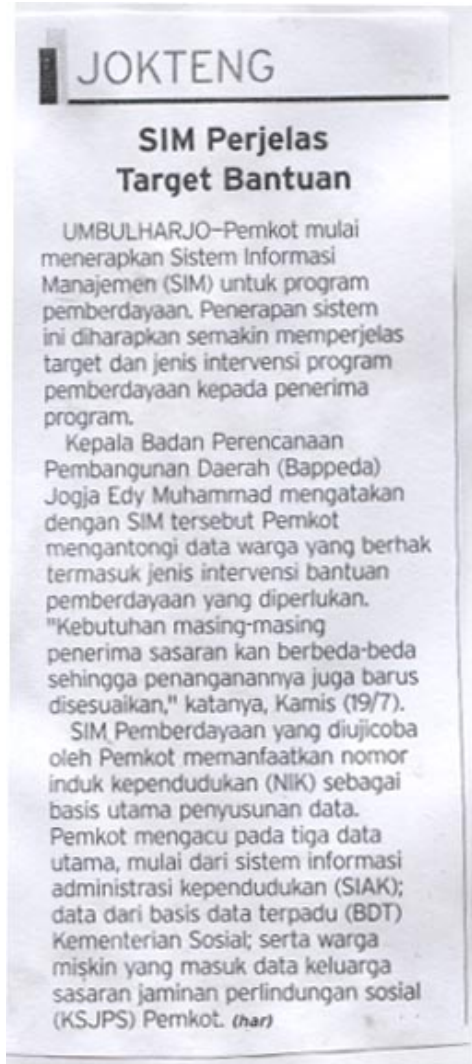 JOKTENG
SIM Perjelas
Target Bantuan
UMBULHARJO–Pemkot mulai
menerapkan Sistem Informasi
Manajemen (SIM) untuk program
pemberdayaan. Penerapan sistem
ini diharapkan semakin memperjelas
target dan jenis intervensi program
pemberdayaan kepada penerima
program.
Kepala Badan Perencanaan
Pembangunan Daerah (Bappeda)
Jogja Edy Muhammad mengatakan
dengan SIM tersebut Pemkot
mengantongi data warga yang berhak
termasuk jenis intervensi bantuan
pemberdayaan yang diperlukan.
"Kebutuhan masing-masing
penerima sasaran kan berbeda-beda
sehingga penanganannya juga barus
disesuaikan," katanya, Kamis (19/7).
SIM Pemberdayaan yang diujicoba
oleh Pemkot memanfaatkan nomor
induk kependudukan (NIK) sebagai
basis utama penyusunan data.
Pemkot mengacu pada tiga data
utama, mulai dari sistem informasi
administrasi kependudukan (SIAK);
data dari basis data terpadu (BDT)
Kementerian Sosial; serta warga
miskin yang masuk data keluarga
sasaran jaminan perlindungan sosial
(KSJPS) Pemkot. (har)